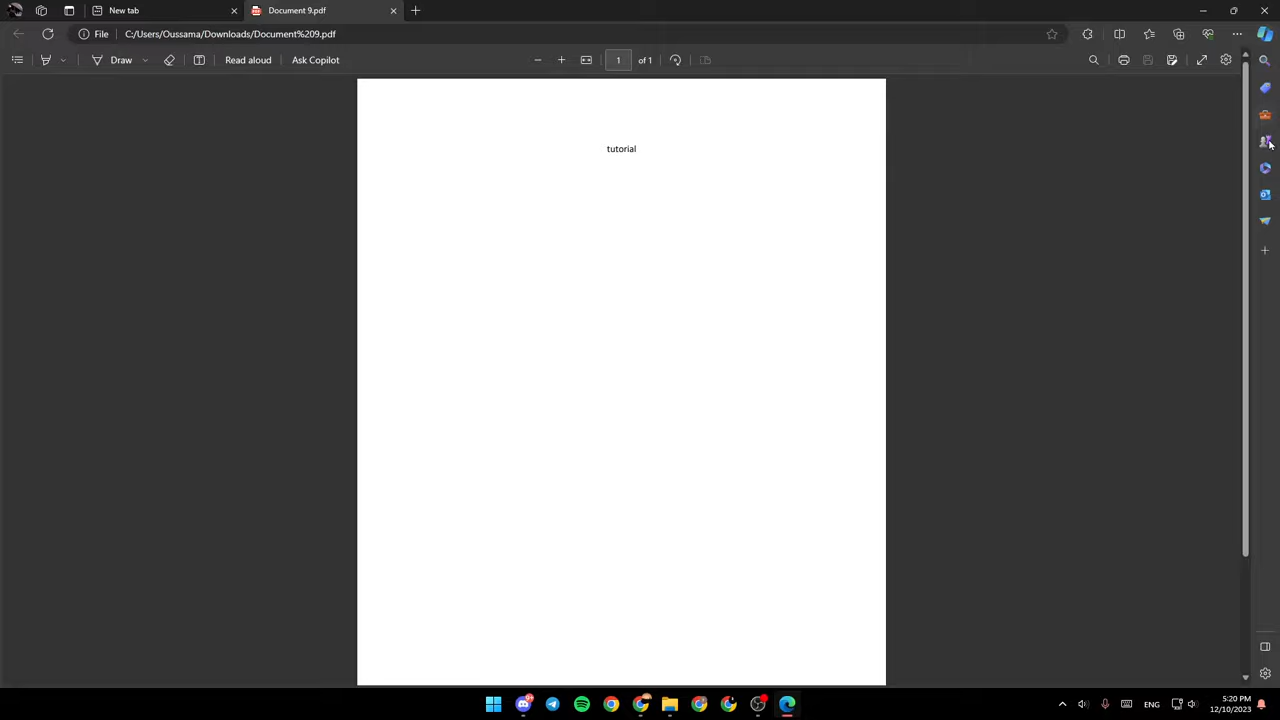 New tab
Document 9.pdf
File
C:/Users/Oussama/Downloads/Document%209.pdf
Draw
Read aloud
Ask Copilot
1
of 1
tutorial
ENG
5:20 PM
12/10/2023